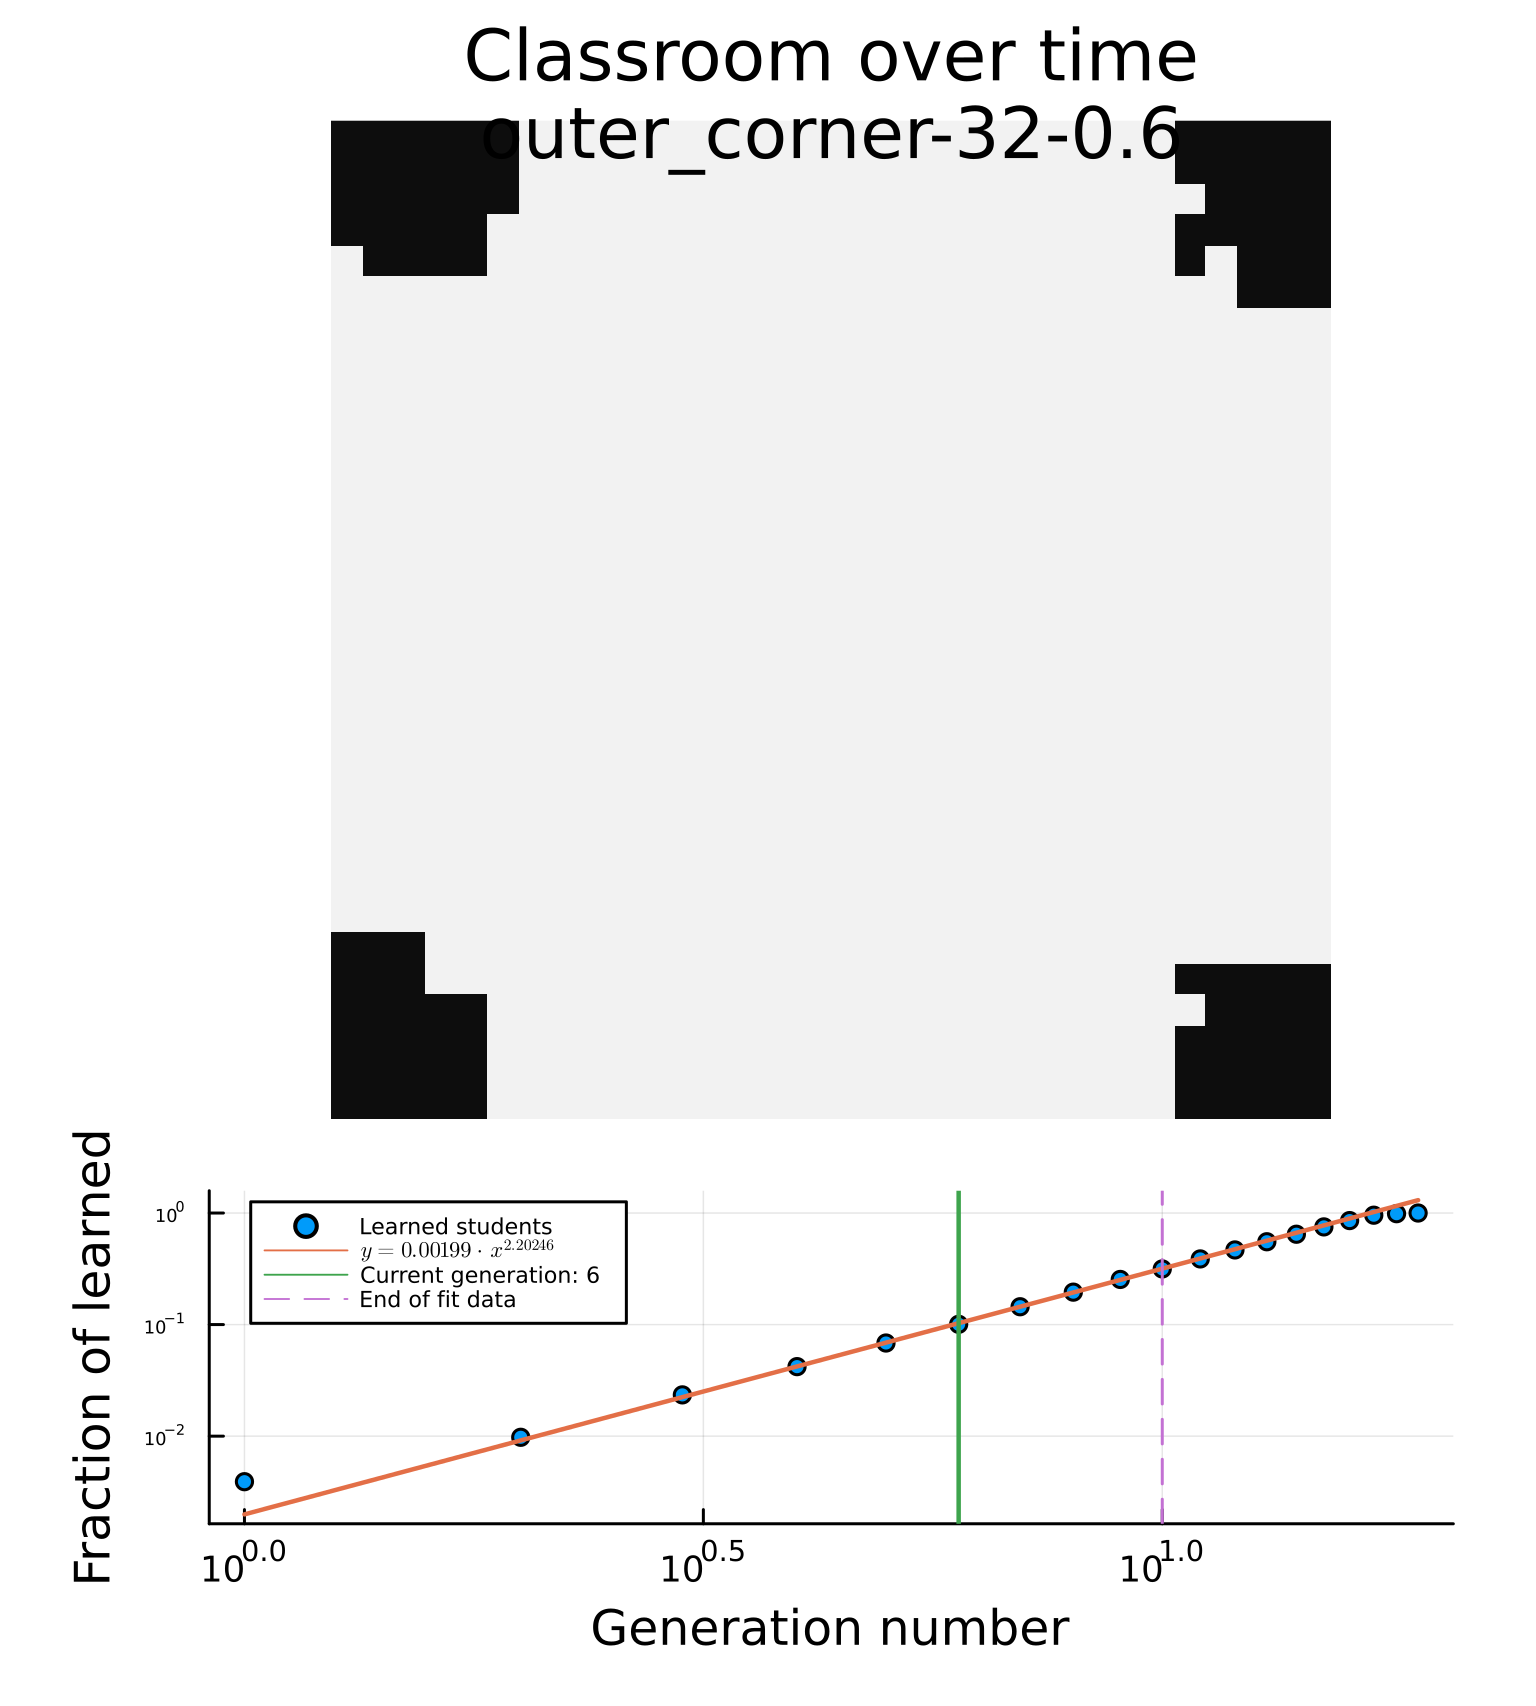 Classroom over time
outer_corner-32-0.6
Fraction of learned
10⁰
10⁻¹
10⁻²
Learned students
y = 0.00199 · x^2.20246
Current generation: 6
End of fit data
10^0.0
10^0.5
10^1.0
Generation number